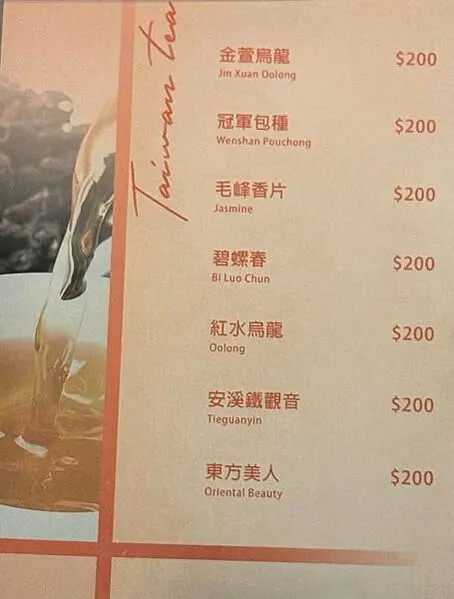 Taiwan tea
金萱烏龍 $200
Jin Xuan Oolong
冠軍包種 $200
Wenshan Pouchong
毛峰香片 $200
Jasmine
碧螺春 $200
Bi Luo Chun
紅水烏龍 $200
Oolong
安溪鐵觀音 $200
Tieguanyin
東方美人 $200
Oriental Beauty